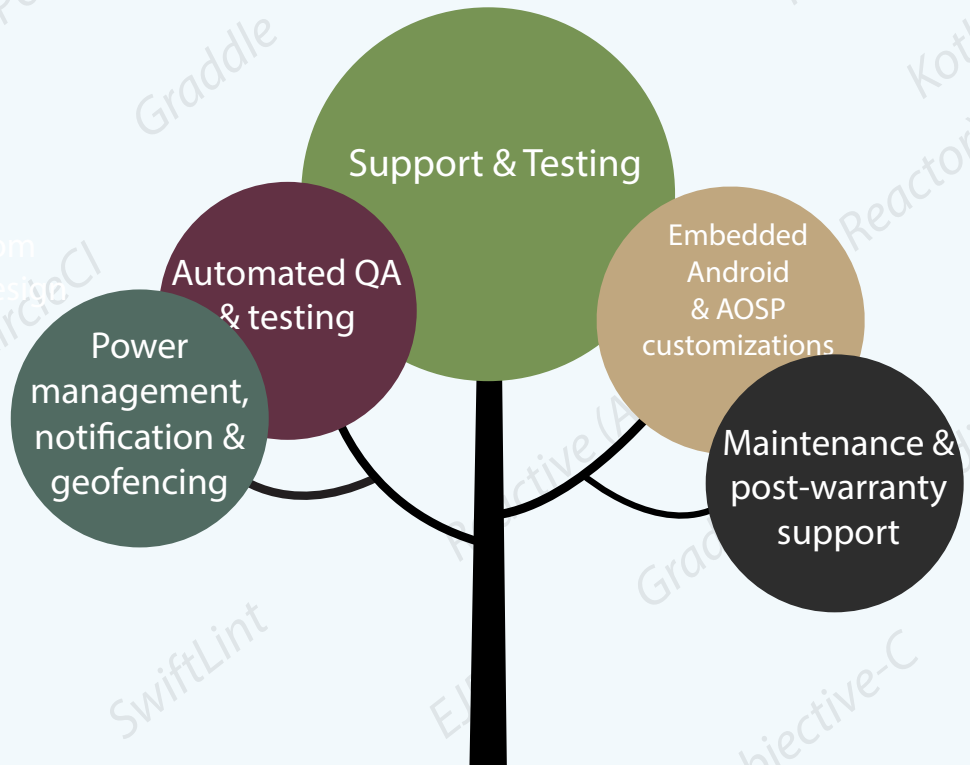 Graddle
Support & Testing
Automated QA
& testing
Embedded
Android
& AOSP
customizations
Power
management,
notification &
geofencing
Maintenance &
post-warranty
support
SwiftLint